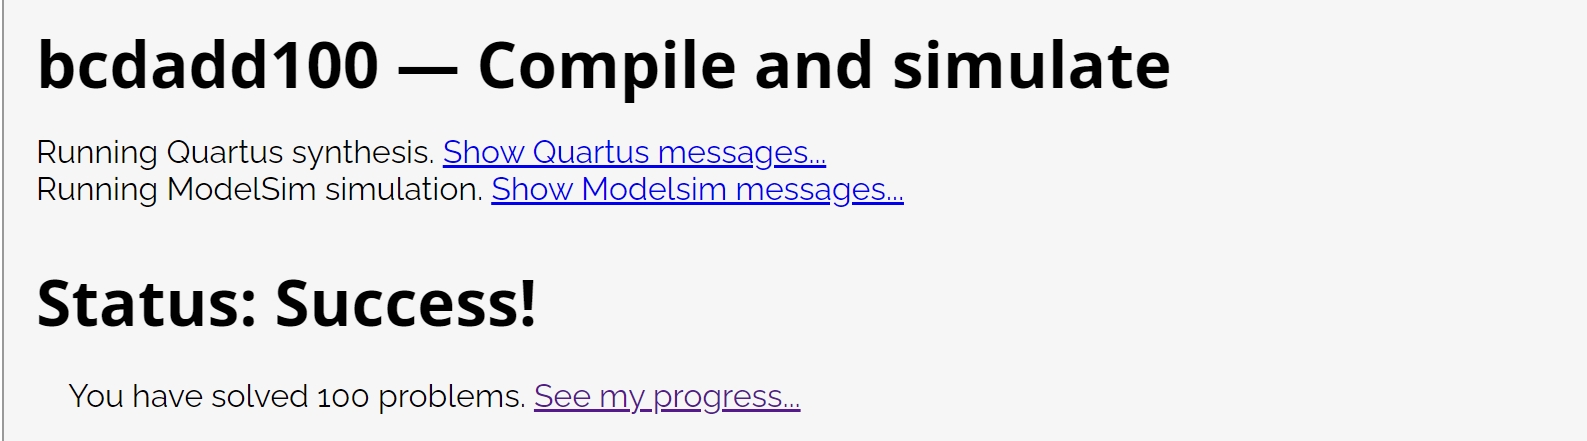 bcdadd100 — Compile and simulate
Running Quartus synthesis. Show Quartus messages...
Running ModelSim simulation. Show Modelsim messages...
Status: Success!
You have solved 100 problems. See my progress...